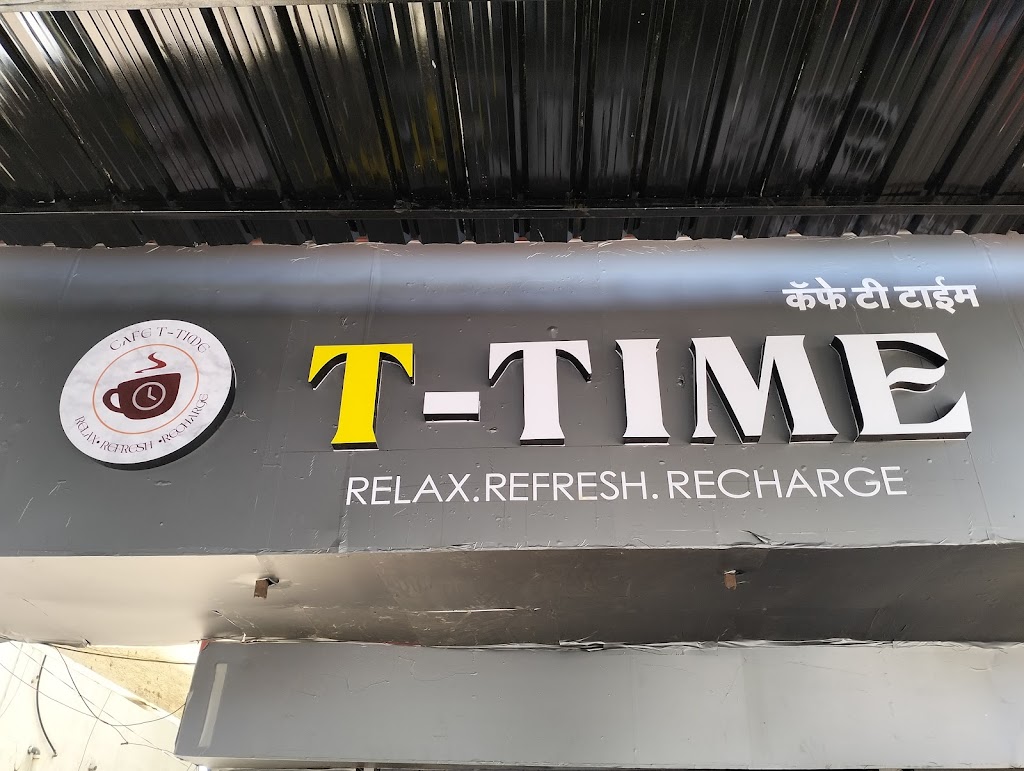 CAFE T-TIME
RELAX • REFRESH • RECHARGE
कॅफे टी टाईम
T-TIME
RELAX.REFRESH. RECHARGE